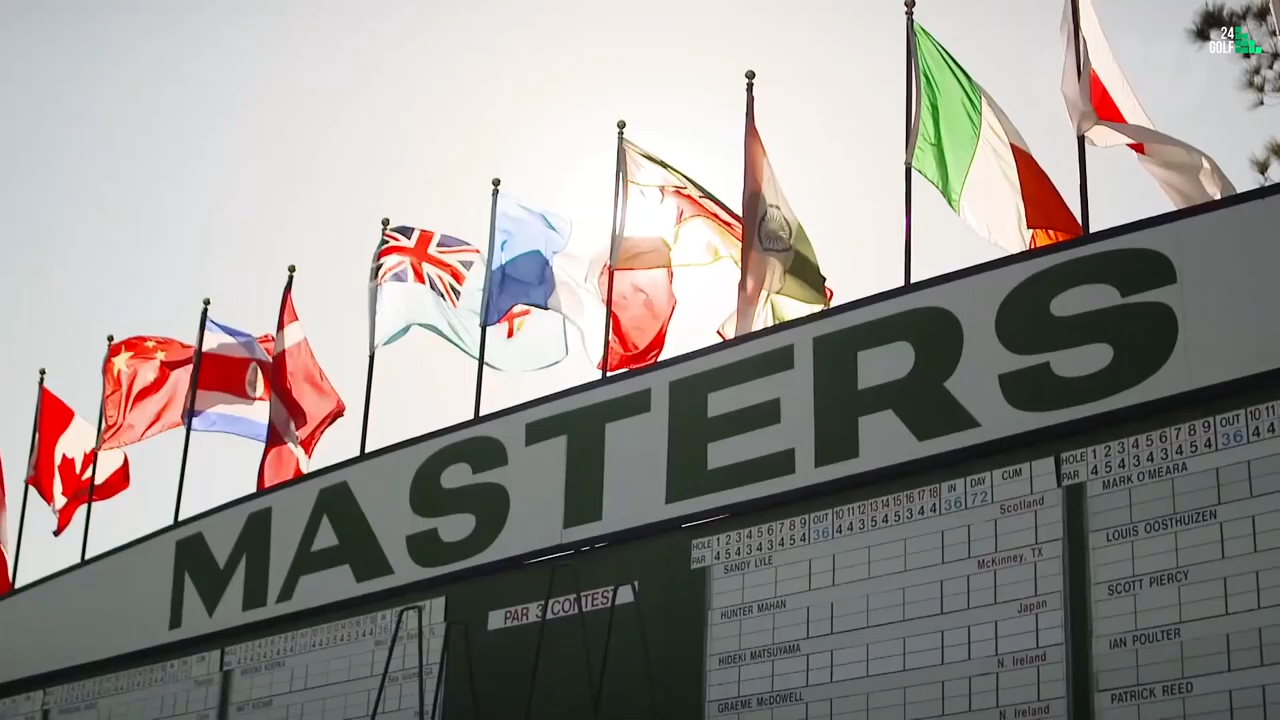 24
GOLF
MASTERS
PAR 3 CONTEST
HOLE 1 2 3 4 5 6 7 8 9 OUT 10 11 12 13 14 15 16 17 18 IN DAY CUM
PAR 4 5 4 3 4 3 4 5 4 36 4 4 3 5 4 5 3 4 4 36 72
Scotland
SANDY LYLE
McKinney, TX
HUNTER MAHAN
Japan
HIDEKI MATSUYAMA
N. Ireland
GRAEME McDOWELL
N. Ireland
HOLE 1 2 3 4 5 6 7 8 9 OUT 10 11
PAR 4 5 4 3 4 3 4 5 4 36 4 4
MARK O'MEARA
LOUIS OOSTHUIZEN
SCOTT PIERCY
IAN POULTER
PATRICK REED
BROOKS KOEPKA
MATT KUCHAR